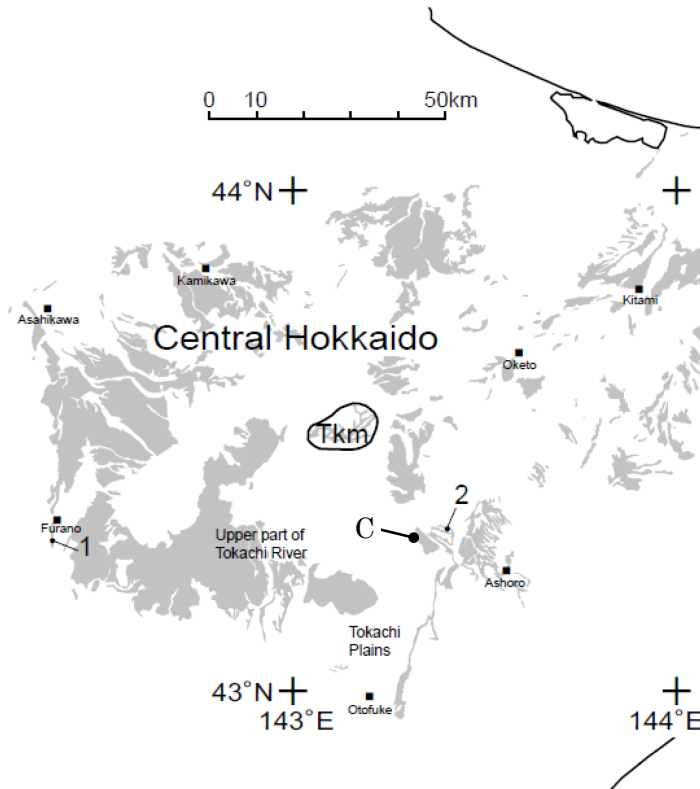 0 10 50km
44°N
Kamikawa
Kitami
Asahikawa
Central Hokkaido
Oketo
Tkm
2
Furano
1
Upper part of
Tokachi River
C
Ashoro
Tokachi
Plains
43°N
Otofuke
143°E
144°E